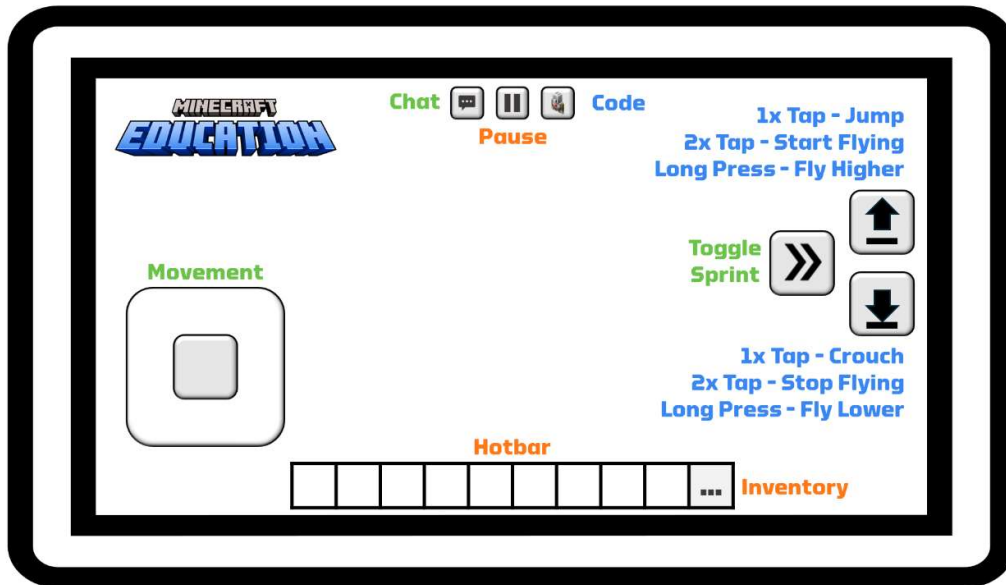 MINECRAFT
EDUCATION
Chat
Code
Pause
1x Tap - Jump
2x Tap - Start Flying
Long Press - Fly Higher
Toggle
Sprint
Movement
1x Tap - Crouch
2x Tap - Stop Flying
Long Press - Fly Lower
Hotbar
...
Inventory